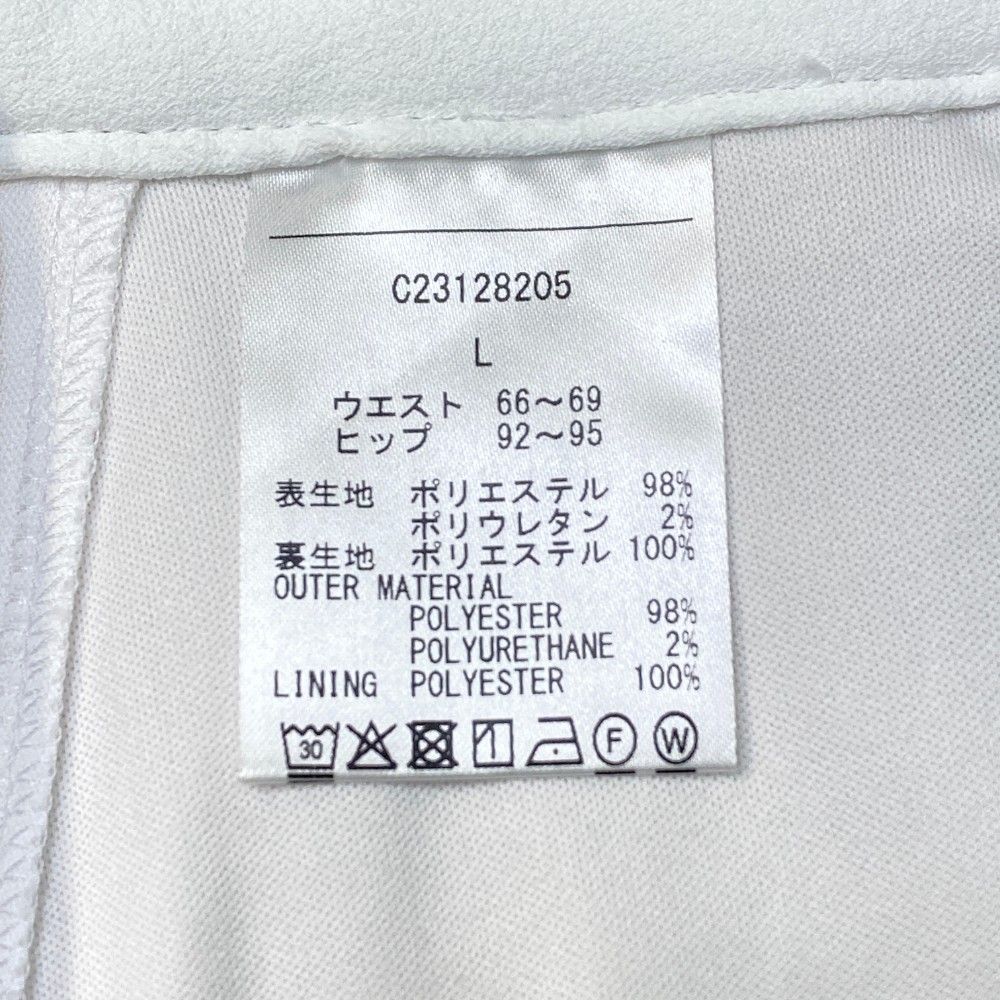 C23128205
L
ウエスト 66～69
ヒップ 92～95
表生地 ポリエステル 98%
ポリウレタン 2%
裏生地 ポリエステル 100%
OUTER MATERIAL
POLYESTER 98%
POLYURETHANE 2%
LINING POLYESTER 100%
30 F W